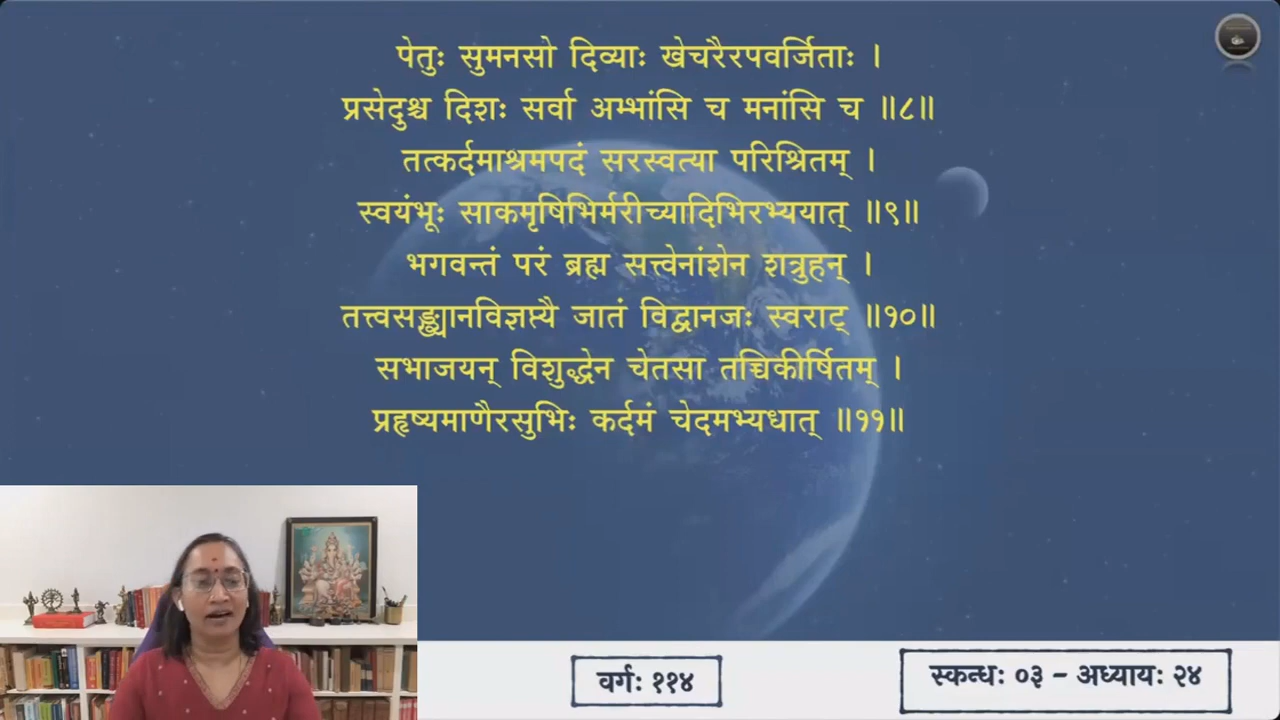 पेतुः सुमनसो दिव्याः खेचरैरपवर्जिताः ।
प्रसेदुश्च दिशः सर्वा अम्भांसि च मनांसि च ॥८॥
तत्कर्दमाश्रमपदं सरस्वत्या परिश्रितम् ।
स्वयंभूः साकमृषिभिर्मरीच्यादिभिरभ्ययात् ॥९॥
भगवन्तं परं ब्रह्म सत्त्वेनांशेन शत्रुहन् ।
तत्त्वसङ्ख्यानविज्ञप्त्यै जातं विद्वानजः स्वराट् ॥१०॥
सभाजयन् विशुद्धेन चेतसा तच्चिकीर्षितम् ।
प्रहृष्यमाणैरसुभिः कर्दमं चेदमभ्यधात् ॥११॥
वर्गः ११४
स्कन्धः ०३ - अध्यायः २४